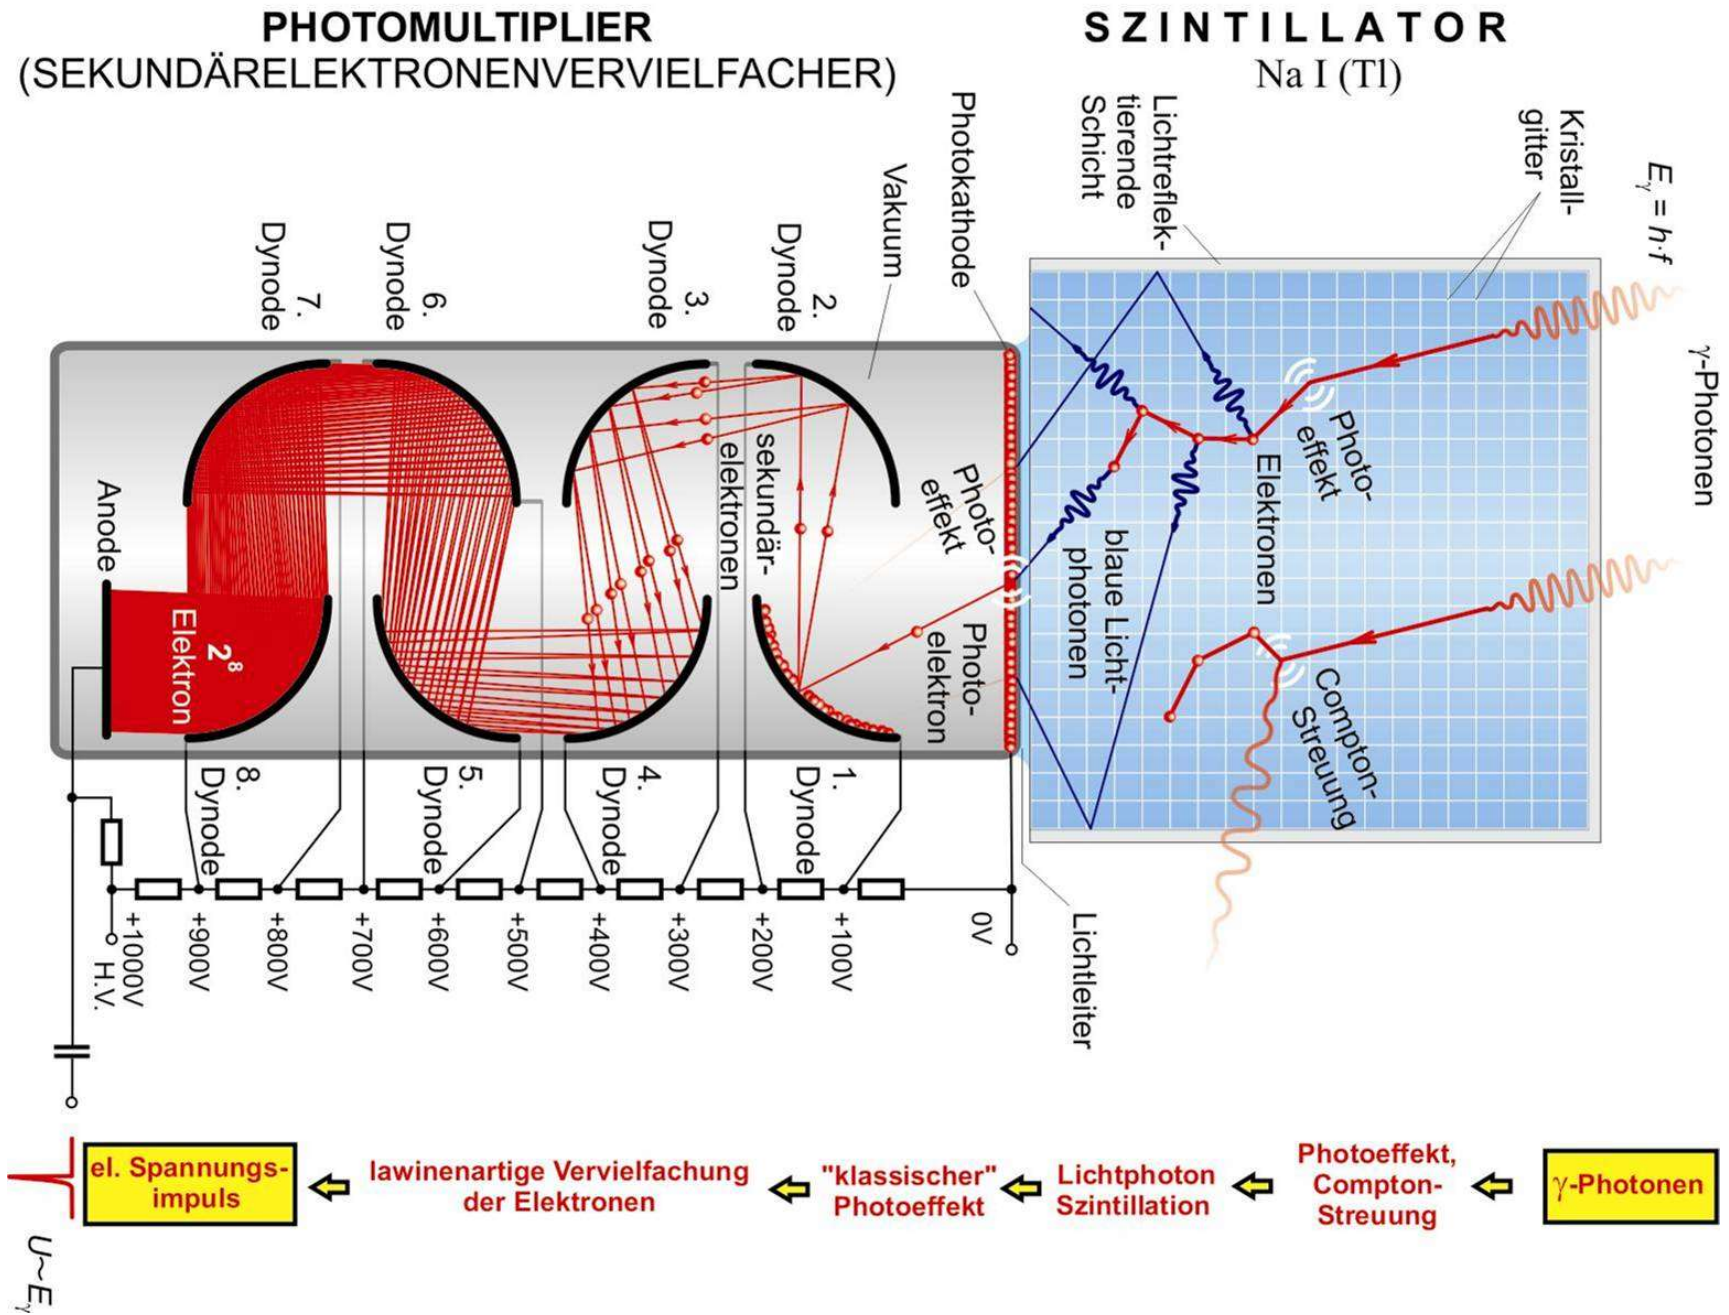 PHOTOMULTIPLIER
(SEKUNDÄRELEKTRONENVERVIELFACHER)
SZINTILLATOR
Na I (Tl)
Photokathode
Vakuum
Lichtreflek-
tierende
Schicht
Kristall-
gitter
Eγ = h·f
γ-Photonen
7.
Dynode
6.
Dynode
3.
Dynode
2.
Dynode
Photo-
effekt
Elektronen
blaue Licht-
photonen
Compton-
Streuung
Photo-
effekt
Photo-
elektron
sekundär-
elektronen
Anode
2⁸
Elektron
8.
Dynode
5.
Dynode
4.
Dynode
1.
Dynode
Lichtleiter
0V
+100V
+200V
+300V
+400V
+500V
+600V
+700V
+800V
+900V
+1000V
H.V.
el. Spannungs-
impuls
lawinenartige Vervielfachung
der Elektronen
"klassischer"
Photoeffekt
Lichtphoton
Szintillation
Photoeffekt,
Compton-
Streuung
γ-Photonen
U~Eγ